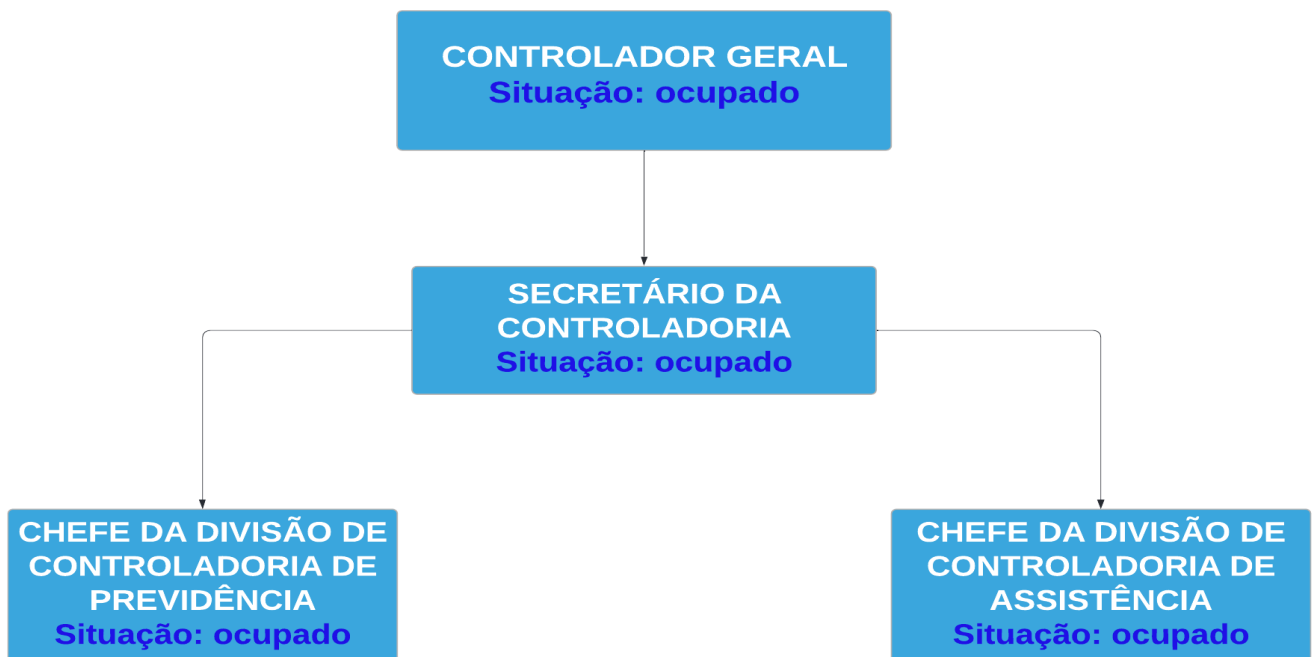 CONTROLADOR GERAL
Situação: ocupado
SECRETÁRIO DA
CONTROLADORIA
Situação: ocupado
CHEFE DA DIVISÃO DE
CONTROLADORIA DE
PREVIDÊNCIA
Situação: ocupado
CHEFE DA DIVISÃO DE
CONTROLADORIA DE
ASSISTÊNCIA
Situação: ocupado